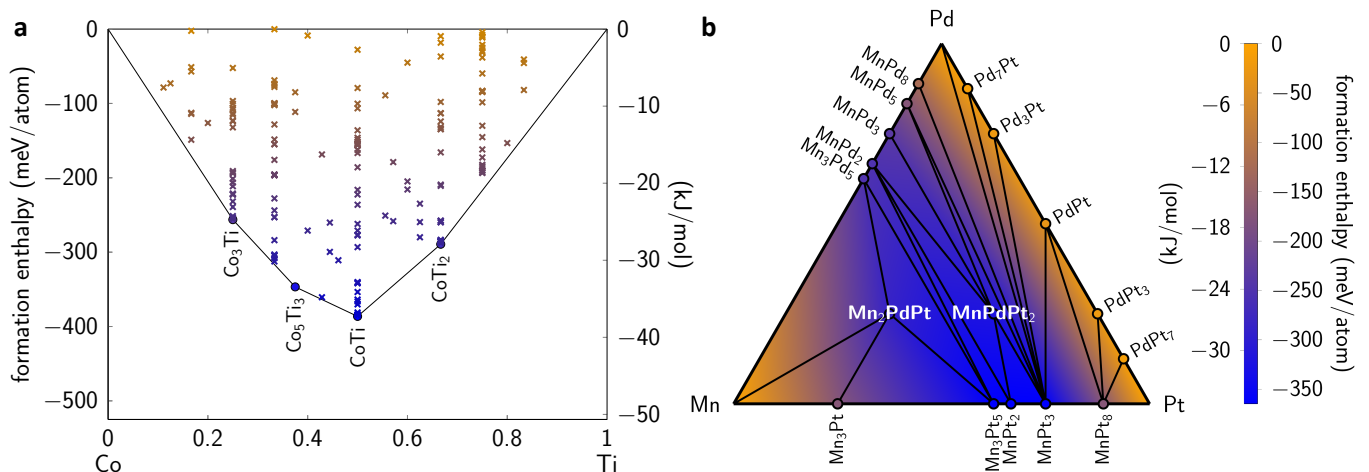 a
0
−100
−200
−300
−400
−500
formation enthalpy (meV/atom)
0
−10
−20
−30
−40
−50
(kJ/mol)
0
0.2
0.4
0.6
0.8
1
Co
Ti
Co₃Ti
Co₅Ti₃
CoTi
CoTi₂
b
Pd
MnPd₈
MnPd₅
MnPd₃
MnPd₂
Mn₃Pd₅
Pd₇Pt
Pd₃Pt
PdPt
PdPt₃
PdPt₇
Mn₂PdPt
MnPdPt₂
Mn
Pt
Mn₃Pt
Mn₃Pt₅
MnPt₂
MnPt₃
MnPt₈
(kJ/mol)
0
−6
−12
−18
−24
−30
0
−50
−100
−150
−200
−250
−300
−350
formation enthalpy (meV/atom)